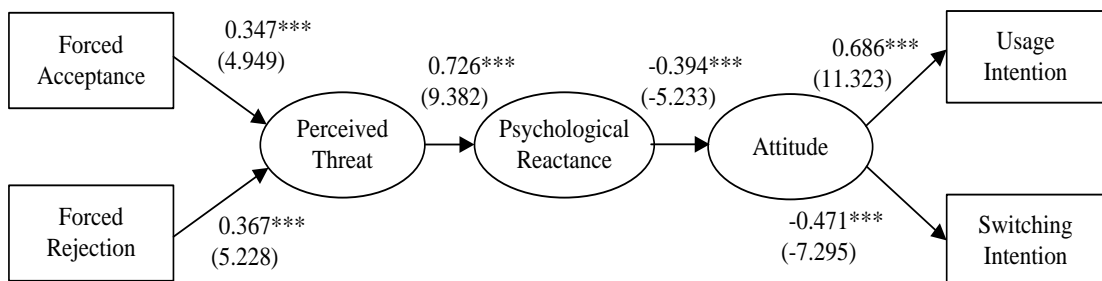 Forced
Acceptance
0.347***
(4.949)
Forced
Rejection
0.367***
(5.228)
Perceived
Threat
0.726***
(9.382)
Psychological
Reactance
-0.394***
(-5.233)
Attitude
0.686***
(11.323)
Usage
Intention
-0.471***
(-7.295)
Switching
Intention